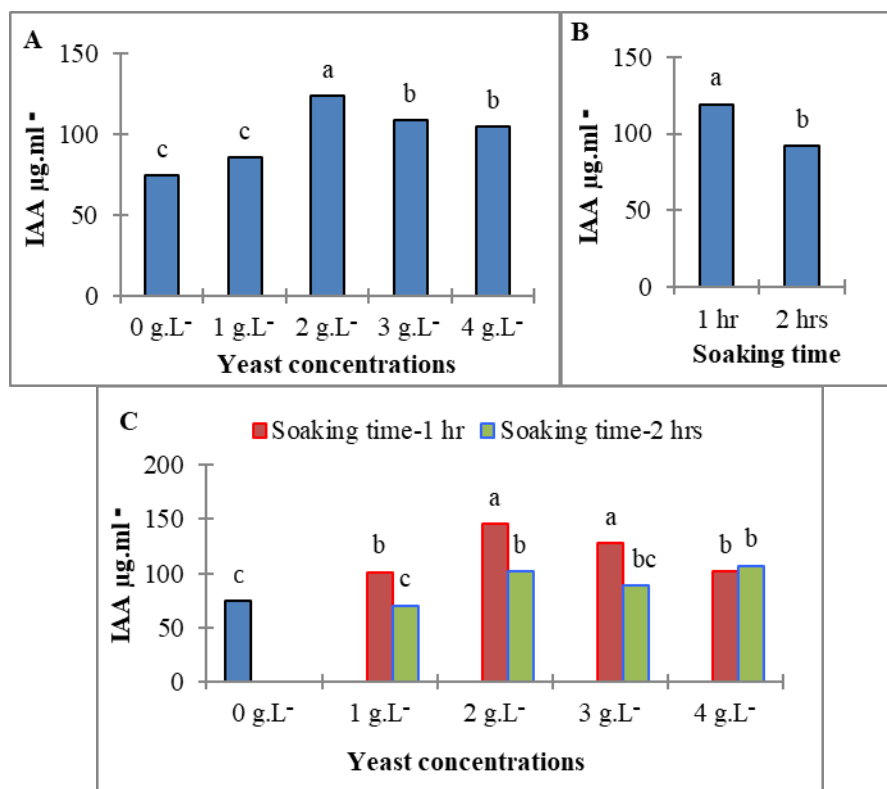 A
IAA µg.ml⁻
150
100
50
0
c
c
a
b
b
0 g.L⁻
1 g.L⁻
2 g.L⁻
3 g.L⁻
4 g.L⁻
Yeast concentrations
B
IAA µg.ml⁻
150
100
50
0
a
b
1 hr
2 hrs
Soaking time
C
Soaking time-1 hr
Soaking time-2 hrs
IAA µg.ml⁻
200
150
100
50
0
c
b
c
a
b
a
bc
b
b
0 g.L⁻
1 g.L⁻
2 g.L⁻
3 g.L⁻
4 g.L⁻
Yeast concentrations